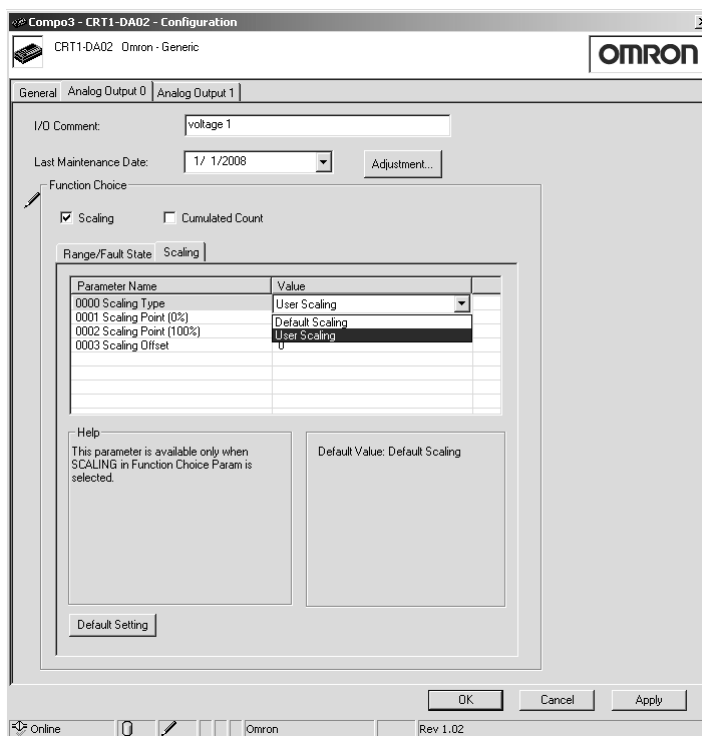 Compo3 - CRT1-DA02 - Configuration
CRT1-DA02 Omron - Generic
OMRON
General
Analog Output 0
Analog Output 1
I/O Comment:
voltage 1
Last Maintenance Date:
1/ 1/2008
Adjustment...
Function Choice
Scaling
Cumulated Count
Range/Fault State
Scaling
Parameter Name
Value
0000 Scaling Type
User Scaling
0001 Scaling Point (0%)
Default Scaling
0002 Scaling Point (100%)
User Scaling
0003 Scaling Offset
0
Help
This parameter is available only when
SCALING in Function Choice Param is
selected.
Default Value: Default Scaling
Default Setting
OK
Cancel
Apply
Online
Omron
Rev 1.02